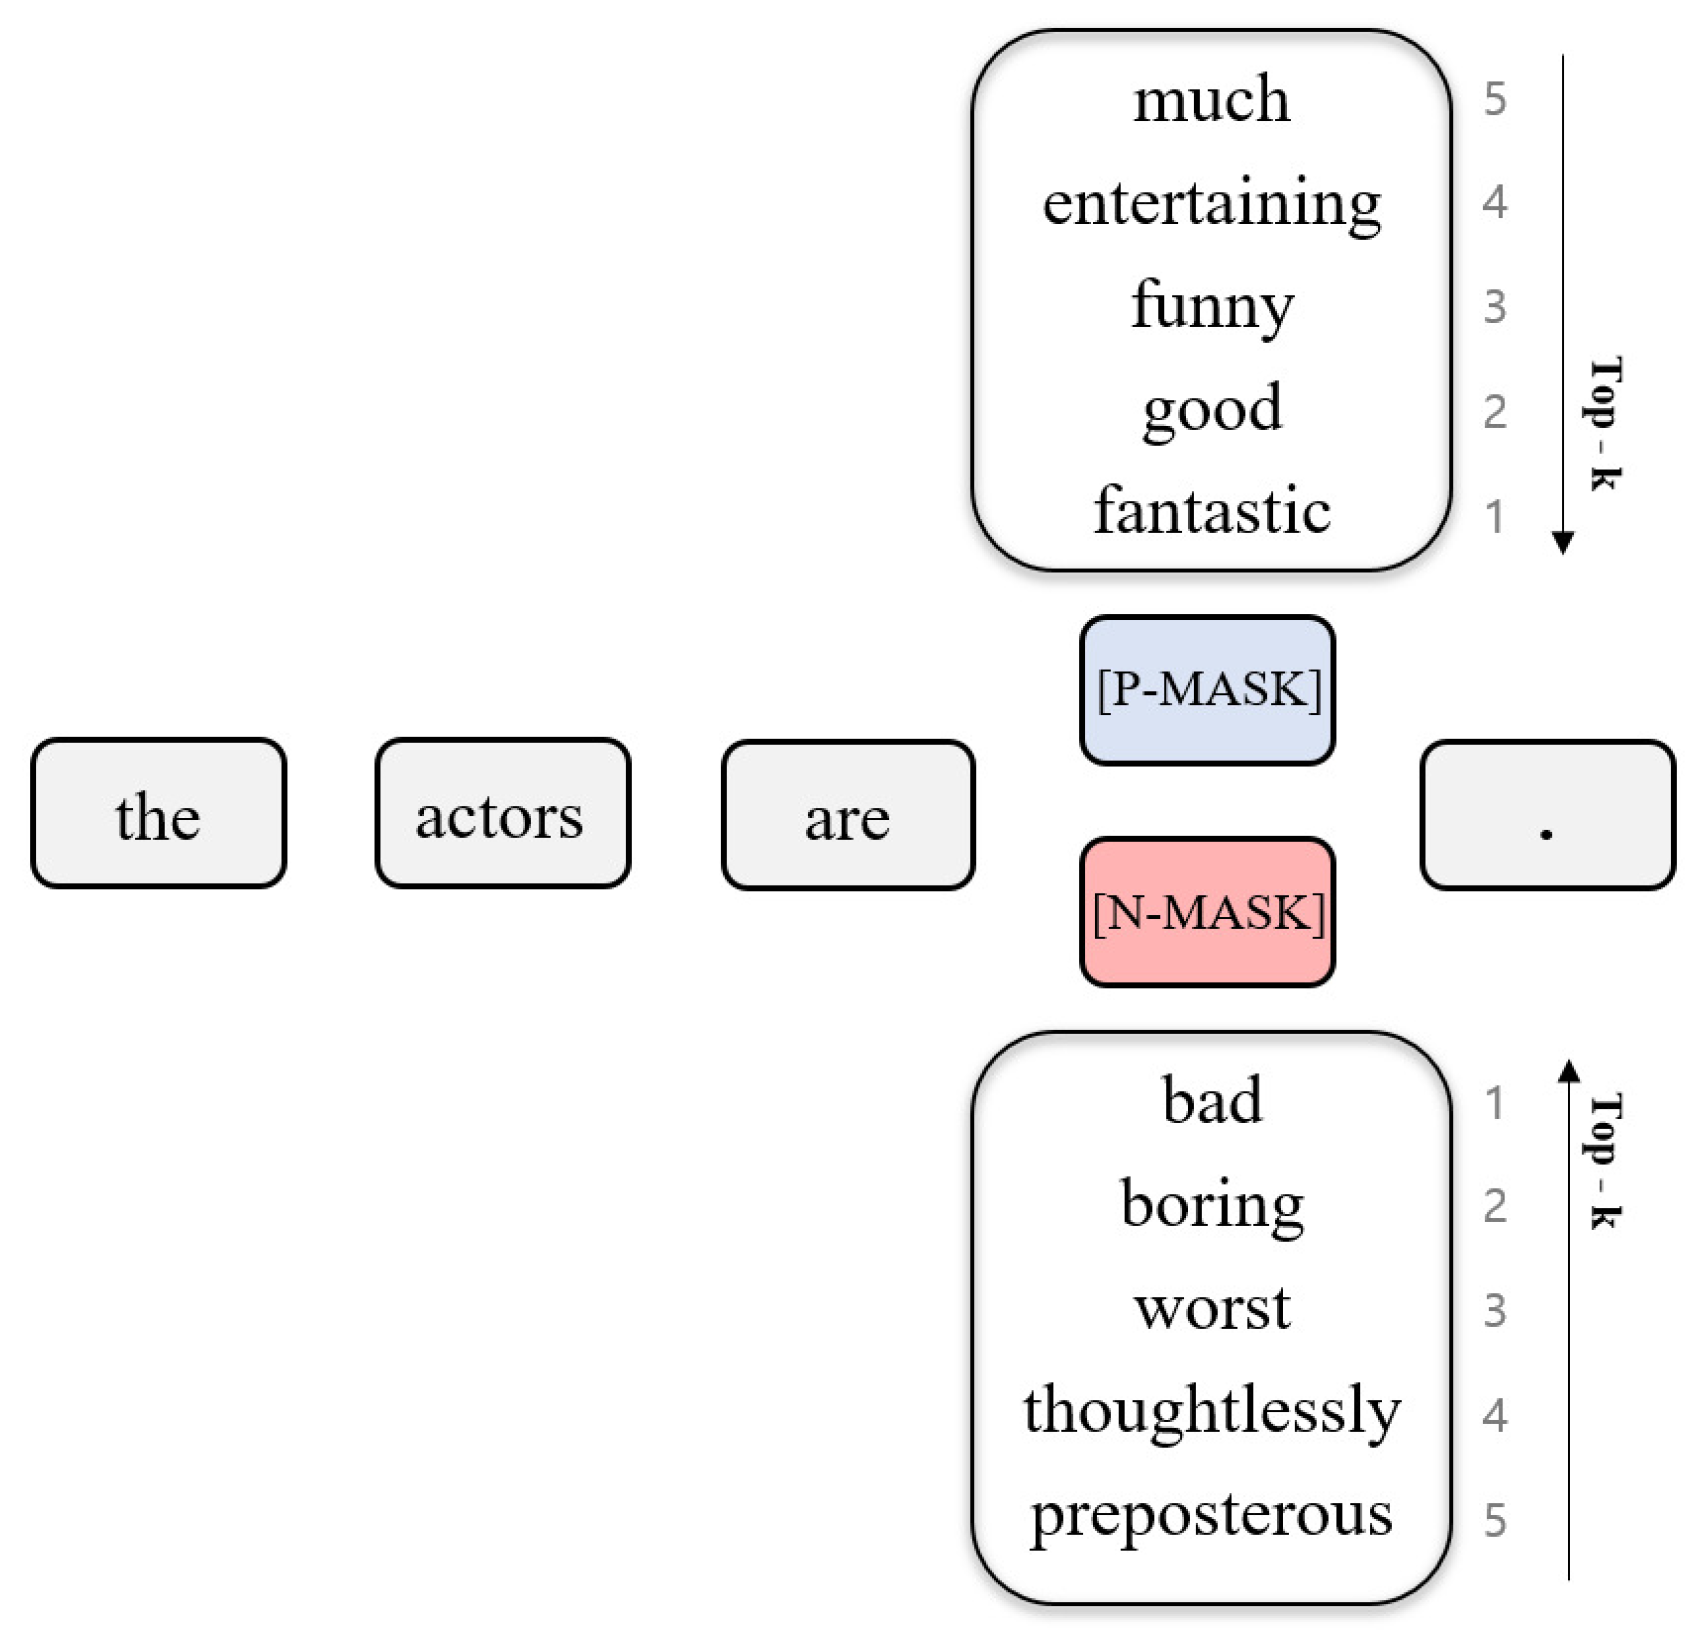 much 5
entertaining 4
funny 3
good 2
fantastic 1
Top - k
[P-MASK]
the actors are .
[N-MASK]
bad 1
boring 2
worst 3
thoughtlessly 4
preposterous 5
Top - k